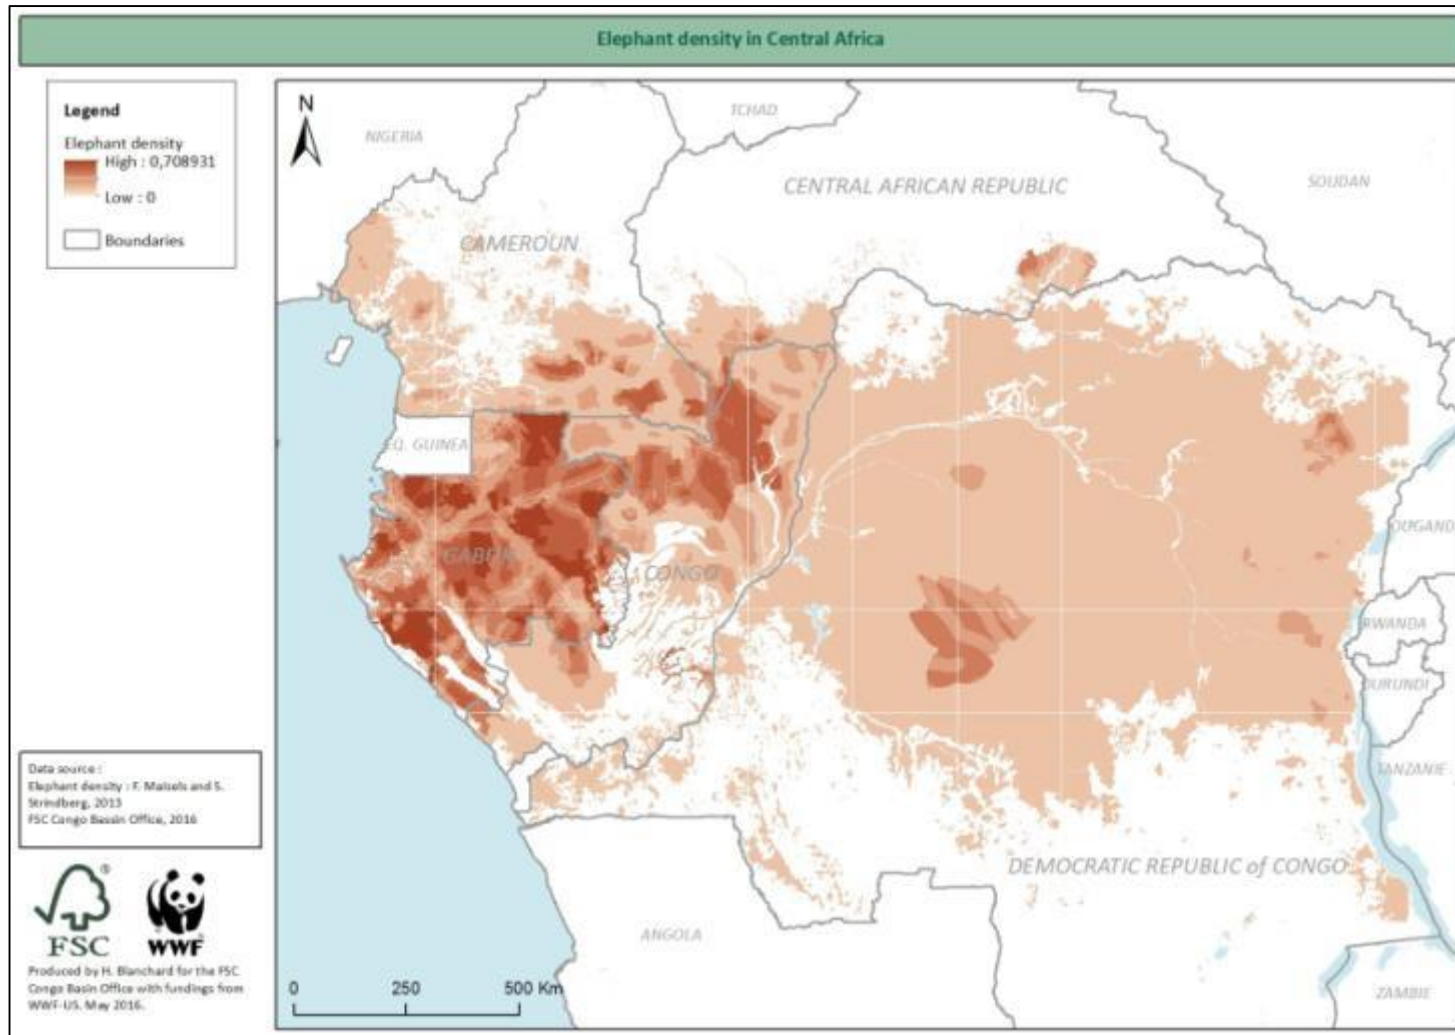 Elephant density in Central Africa
Legend
Elephant density
High : 0,708931
Low : 0
Boundaries
N
NIGERIA
TCHAD
CENTRAL AFRICAN REPUBLIC
SOUDAN
CAMEROUN
EQ. GUINEA
GABON
CONGO
OUGAND
RWANDA
BURUNDI
TANZANIE
DEMOCRATIC REPUBLIC of CONGO
ANGOLA
ZAMBIE
0 250 500 Km
Data source :
Elephant density : F. Maisels and S.
Strindberg, 2013
FSC Congo Bassin Office, 2016
®
FSC
WWF
Produced by H. Blanchard for the FSC
Congo Basin Office with fundings from
WWF-US. May 2016.